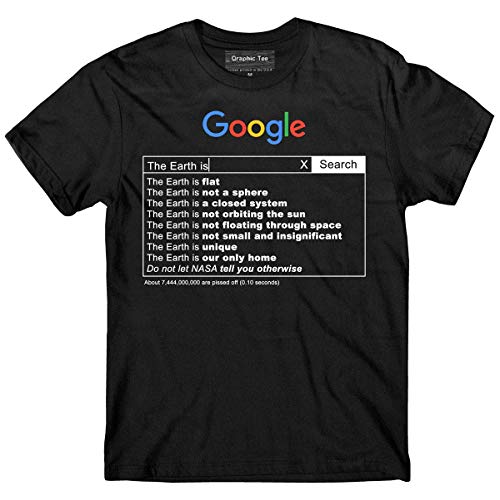 Graphic Tee
M
Google
The Earth is X Search
The Earth is flat
The Earth is not a sphere
The Earth is a closed system
The Earth is not orbiting the sun
The Earth is not floating through space
The Earth is not small and insignificant
The Earth is unique
The Earth is our only home
Do not let NASA tell you otherwise
About 7,444,000,000 are pissed off (0.10 seconds)